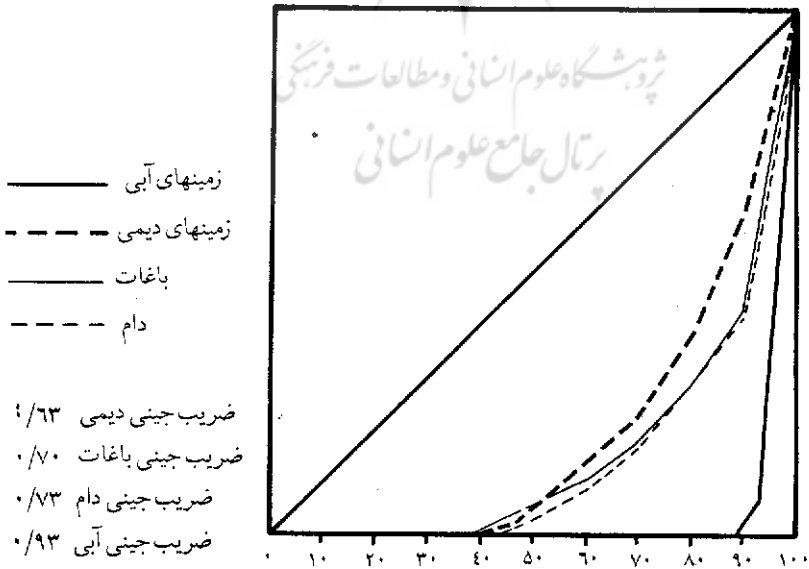 پژوهشگاه علوم انسانی و مطالعات فرهنگی
پرتال جامع علوم انسانی
زمینهای آبی
زمینهای دیمی
باغات
دام
ضریب جینی دیمی ۰/۶۳
ضریب جینی باغات ۰/۷۰
ضریب جینی دام ۰/۷۳
ضریب جینی آبی ۰/۹۳
۰ ۱۰ ۲۰ ۳۰ ۴۰ ۵۰ ۶۰ ۷۰ ۸۰ ۹۰ ۱۰۰